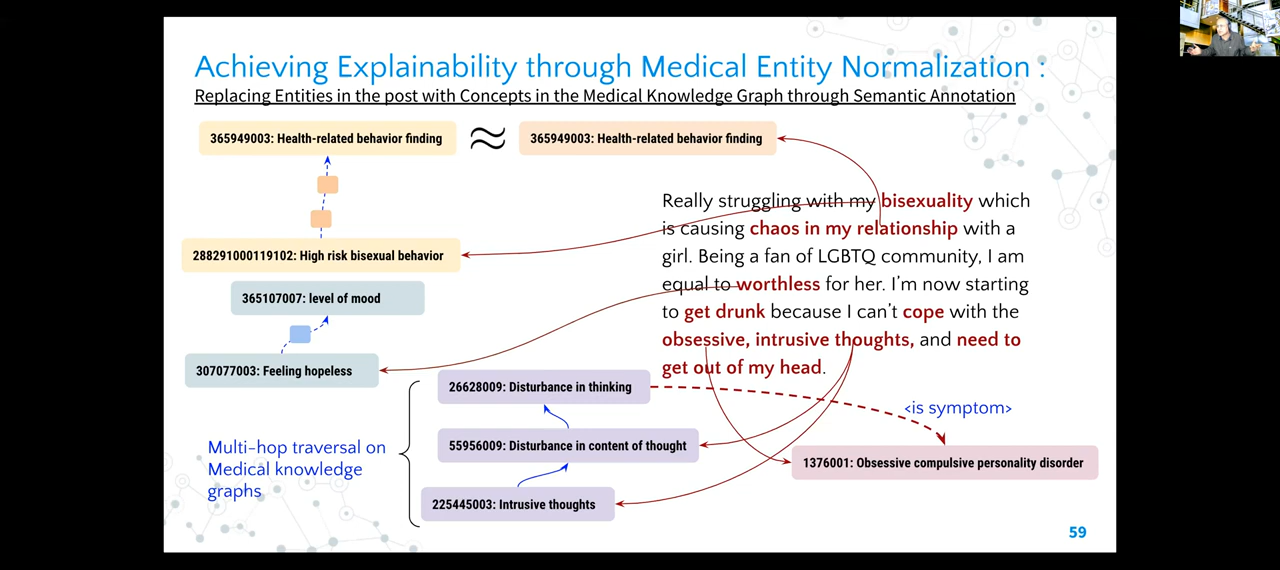 Achieving Explainability through Medical Entity Normalization :
Replacing Entities in the post with Concepts in the Medical Knowledge Graph through Semantic Annotation
365949003: Health-related behavior finding
≈
365949003: Health-related behavior finding
Really struggling with my bisexuality which
is causing chaos in my relationship with a
girl. Being a fan of LGBTQ community, I am
equal to worthless for her. I'm now starting
to get drunk because I can't cope with the
obsessive, intrusive thoughts, and need to
get out of my head.
288291000119102: High risk bisexual behavior
365107007: level of mood
307077003: Feeling hopeless
26628009: Disturbance in thinking
<is symptom>
Multi-hop traversal on
Medical knowledge
graphs
55956009: Disturbance in content of thought
1376001: Obsessive compulsive personality disorder
225445003: Intrusive thoughts
59